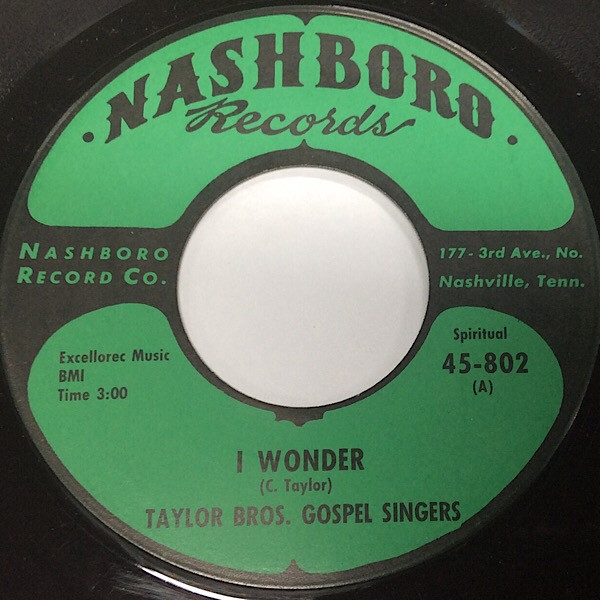 NASHBORO
Records
NASHBORO
RECORD CO.
177-3rd Ave., No.
Nashville, Tenn.
Excellorec Music
BMI
Time 3:00
Spiritual
45-802
(A)
I WONDER
(C. Taylor)
TAYLOR BROS. GOSPEL SINGERS